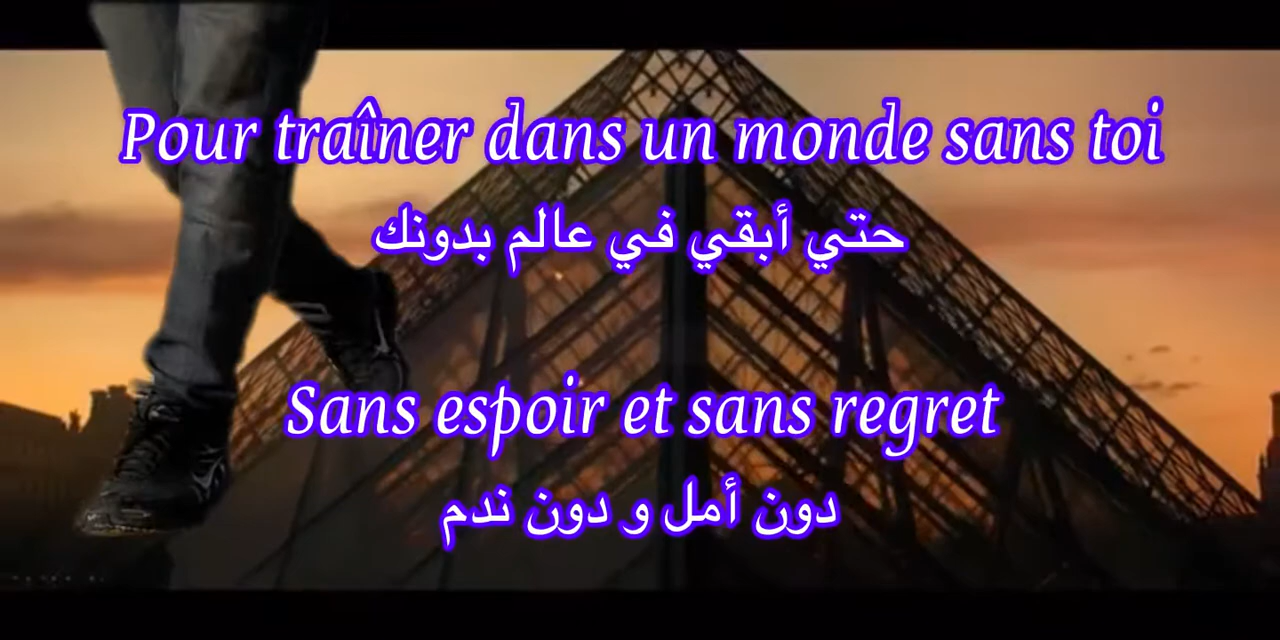 Pour traîner dans un monde sans toi
حتي أبقي في عالم بدونك
Sans espoir et sans regret
دون أمل و دون ندم